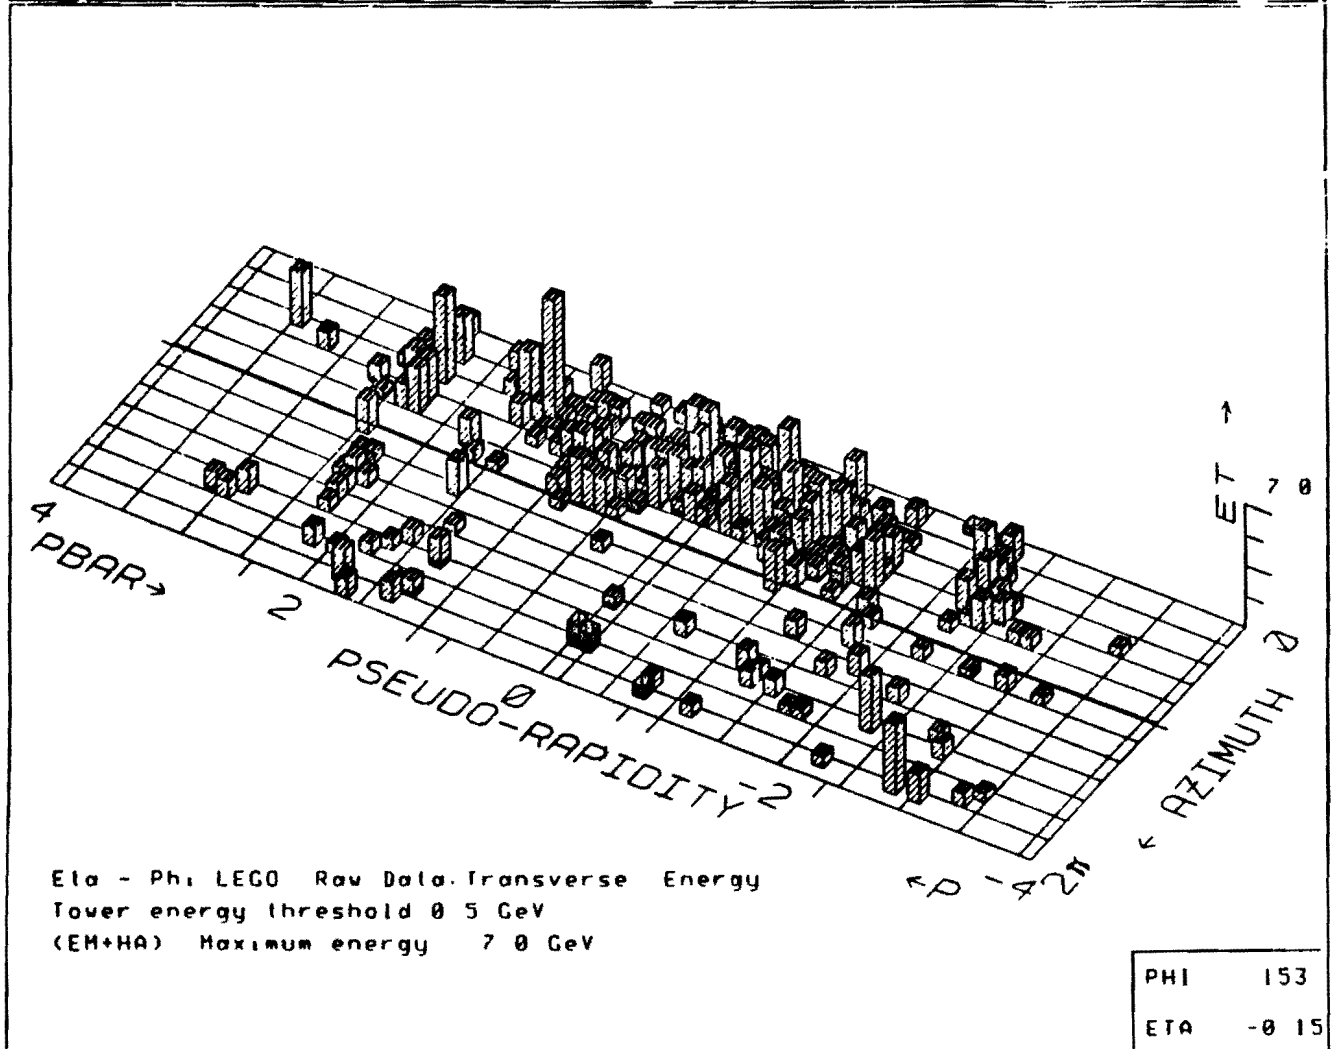 ET
7 0
4
PBAR→
2
PSEUDO-RAPIDITY
0
-2
←P
-4
2π
← AZIMUTH
0
Eta - Phi LEGO Raw Data.Transverse Energy
Tower energy threshold 0 5 GeV
(EM+HA) Maximum energy 7 0 GeV
PHI 153
ETA -0 15